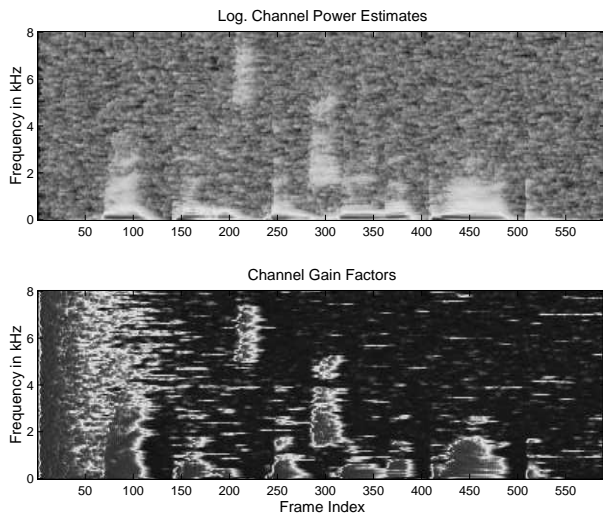 Log. Channel Power Estimates
Frequency in kHz
8
6
4
2
0
50 100 150 200 250 300 350 400 450 500 550
Channel Gain Factors
Frequency in kHz
8
6
4
2
0
50 100 150 200 250 300 350 400 450 500 550
Frame Index